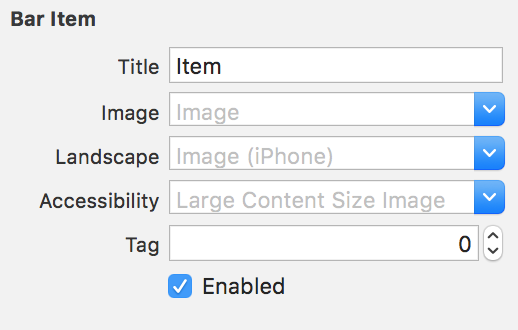 Bar Item
Title Item
Image Image
Landscape Image (iPhone)
Accessibility Large Content Size Image
Tag 0
Enabled